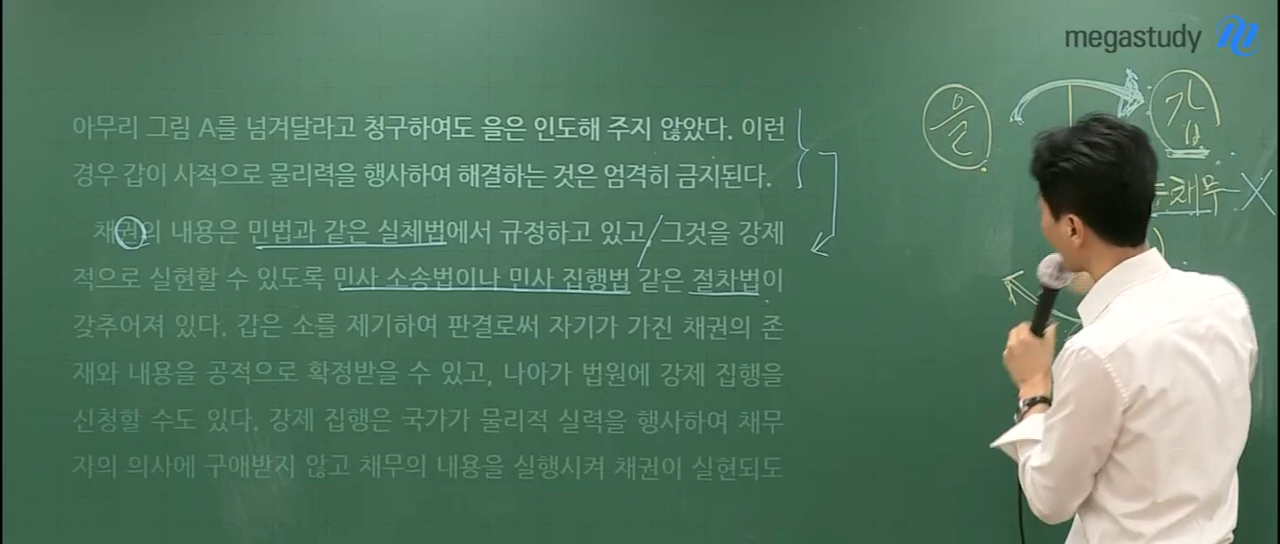 megastudy
아무리 그림 A를 넘겨달라고 청구하여도 을은 인도해 주지 않았다. 이런
경우 갑이 사적으로 물리력을 행사하여 해결하는 것은 엄격히 금지된다.
채권의 내용은 민법과 같은 실체법에서 규정하고 있고, 그것을 강제
적으로 실현할 수 있도록 민사 소송법이나 민사 집행법 같은 절차법이
갖추어져 있다. 갑은 소를 제기하여 판결로써 자기가 가진 채권의 존
재와 내용을 공적으로 확정받을 수 있고, 나아가 법원에 강제 집행을
신청할 수도 있다. 강제 집행은 국가가 물리적 실력을 행사하여 채무
자의 의사에 구애받지 않고 채무의 내용을 실행시켜 채권이 실현되도
을 갑
채무 X